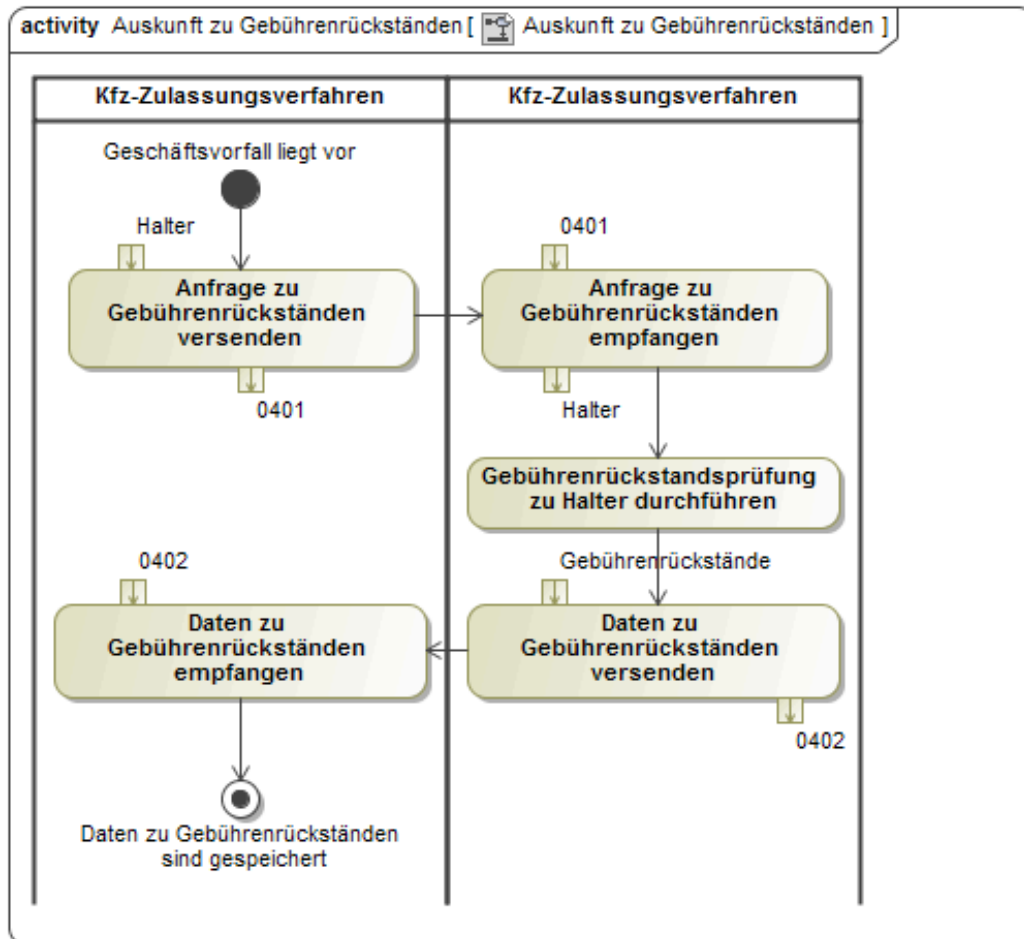 activity Auskunft zu Gebührenrückständen [ Auskunft zu Gebührenrückständen ]
Kfz-Zulassungsverfahren
Kfz-Zulassungsverfahren
Geschäftsvorfall liegt vor
Halter
0401
Anfrage zu
Gebührenrückständen
versenden
Anfrage zu
Gebührenrückständen
empfangen
0401
Halter
Gebührenrückstandsprüfung
zu Halter durchführen
0402
Gebührenrückstände
Daten zu
Gebührenrückständen
empfangen
Daten zu
Gebührenrückständen
versenden
0402
Daten zu Gebührenrückständen
sind gespeichert